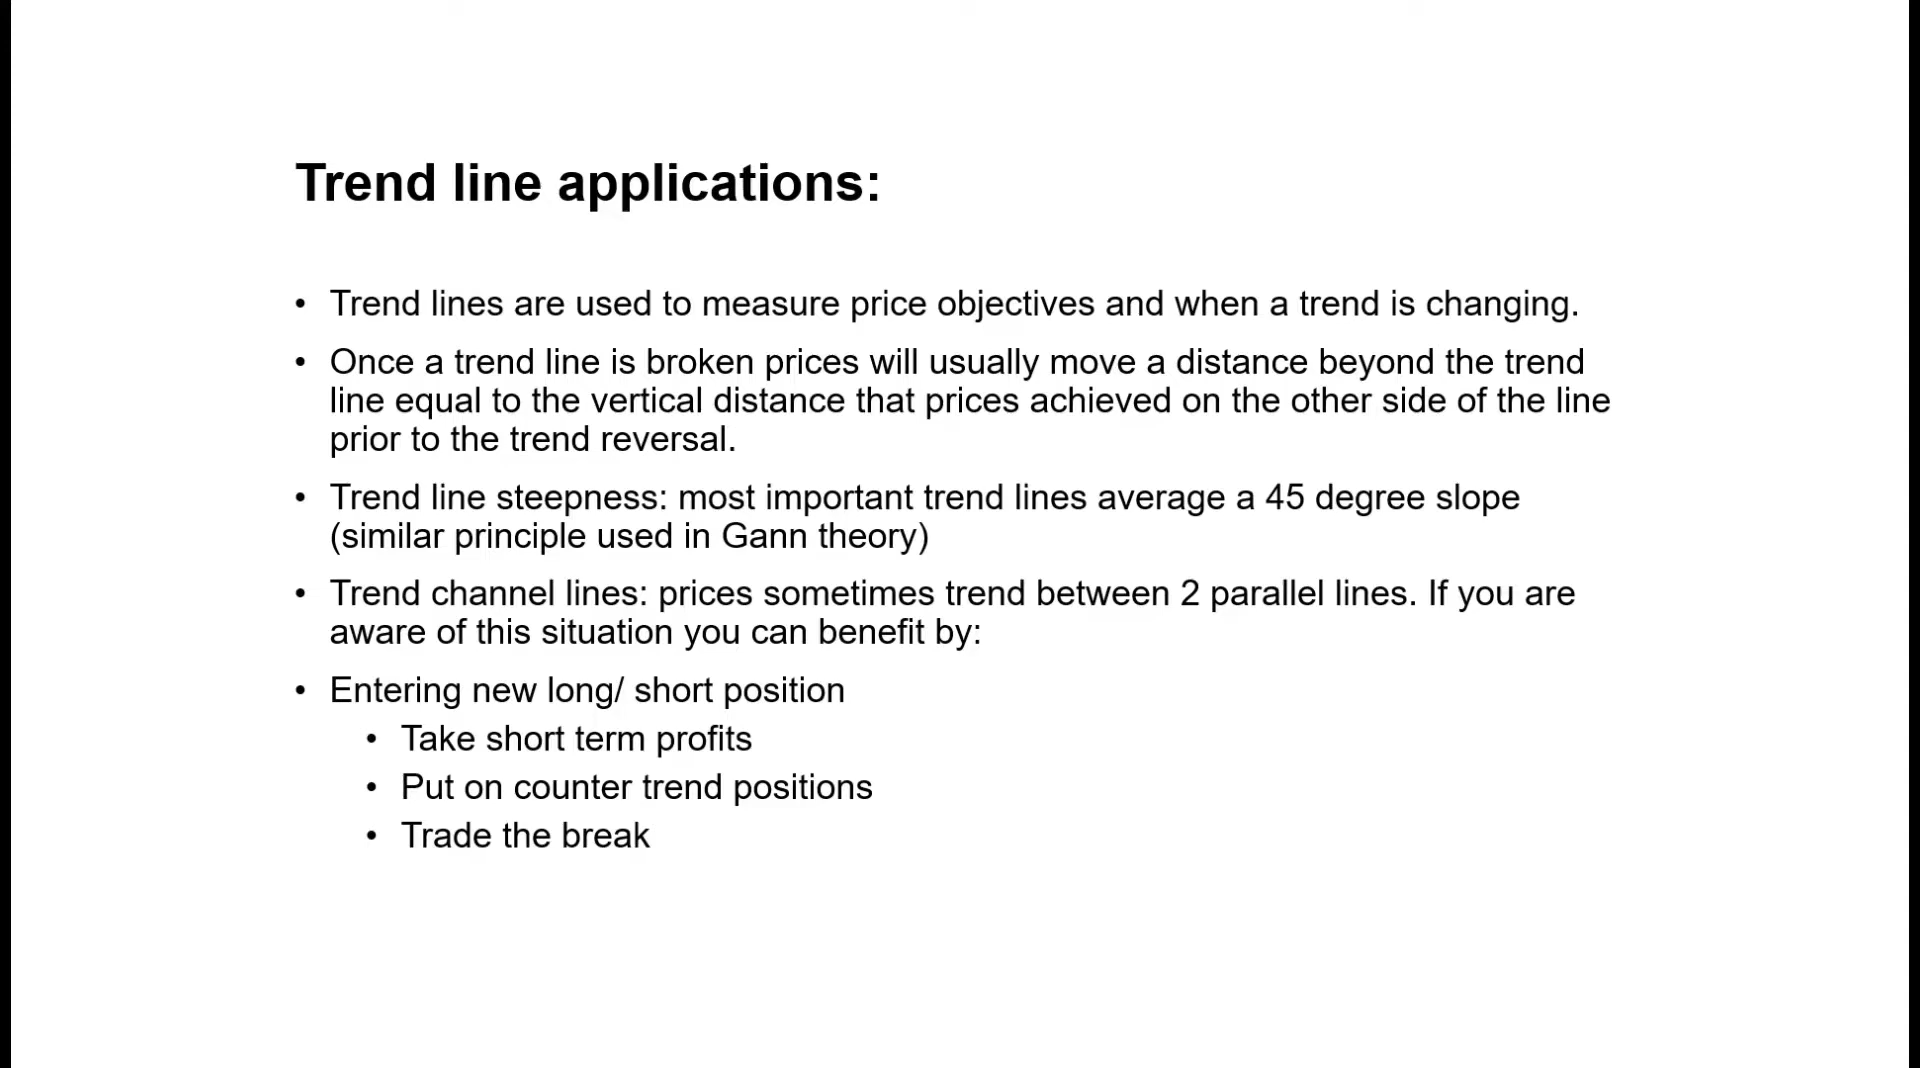 Trend line applications:
• Trend lines are used to measure price objectives and when a trend is changing.
• Once a trend line is broken prices will usually move a distance beyond the trend
line equal to the vertical distance that prices achieved on the other side of the line
prior to the trend reversal.
• Trend line steepness: most important trend lines average a 45 degree slope
(similar principle used in Gann theory)
• Trend channel lines: prices sometimes trend between 2 parallel lines. If you are
aware of this situation you can benefit by:
• Entering new long/ short position
• Take short term profits
• Put on counter trend positions
• Trade the break